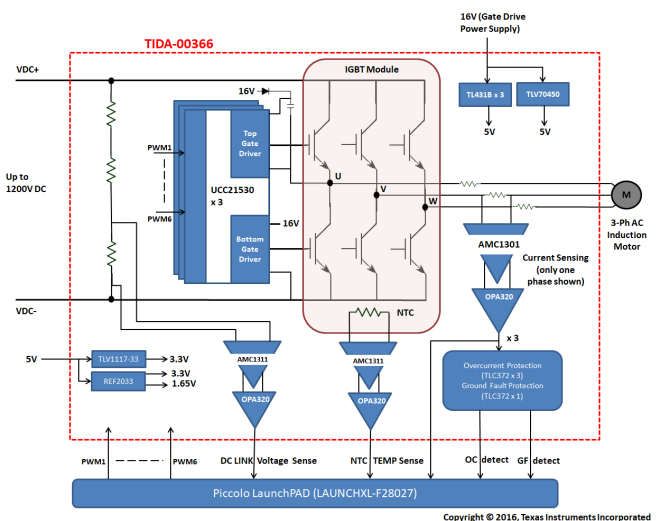 16V (Gate Drive
Power Supply)
TIDA-00366
VDC+
IGBT Module
16V
TL431B x 3
TLV70450
5V
5V
Top
Gate
Driver
PWM1
Up to
1200V DC
UCC21530
x 3
U
V
W
M
PWM6
16V
3-Ph AC
Induction
Motor
Bottom
Gate
Driver
AMC1301
Current Sensing
(only one
phase shown)
OPA320
VDC-
NTC
x 3
5V
TLV1117-33
3.3V
REF2033
3.3V
1.65V
AMC1311
AMC1311
OPA320
OPA320
Overcurrent Protection
(TLC372 x 3)
Ground Fault Protection
(TLC372 x 1)
PWM1
PWM6
DC LINK Voltage Sense
NTC TEMP Sense
OC detect
GF detect
Piccolo LaunchPAD (LAUNCHXL-F28027)
Copyright © 2016, Texas Instruments Incorporated